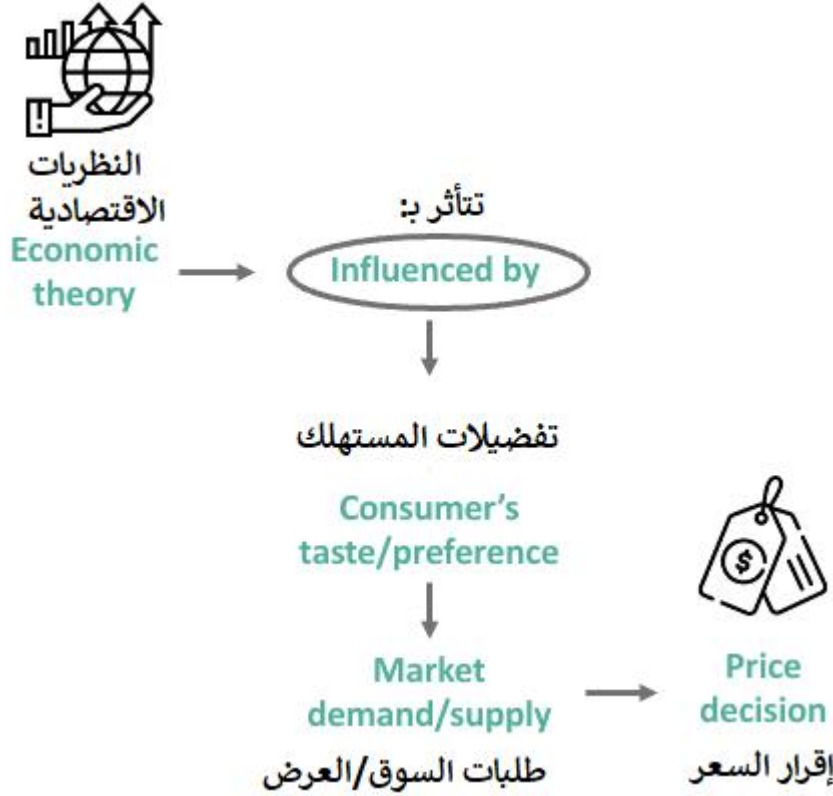 النظريات
الاقتصادية
Economic
theory
تتأثر بـ:
Influenced by
تفضيلات المستهلك
Consumer's
taste/preference
Market
demand/supply
طلبات السوق/العرض
$
Price
decision
إقرار السعر